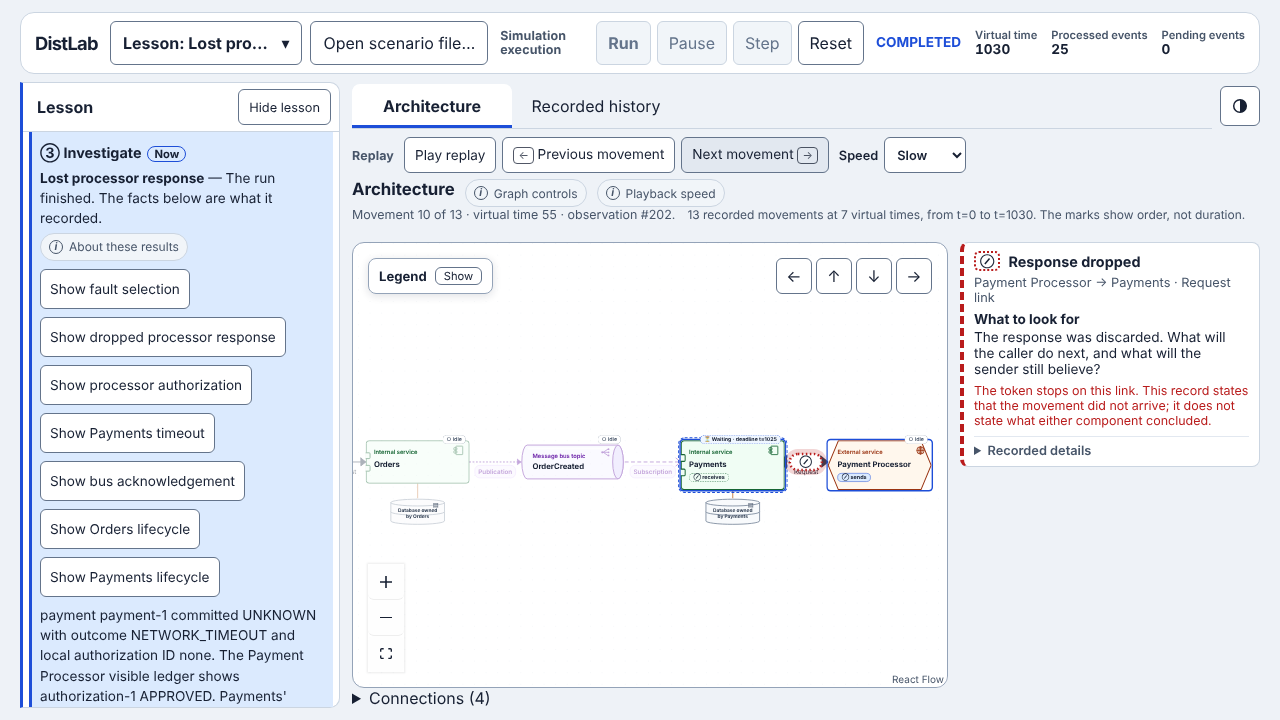 DistLab
Lesson: Lost pro... ▾
Open scenario file...
Simulation execution
Run
Pause
Step
Reset
COMPLETED
Virtual time
1030
Processed events
25
Pending events
0
Lesson
Hide lesson
③ Investigate Now
Lost processor response — The run
finished. The facts below are what it
recorded.
About these results
Show fault selection
Show dropped processor response
Show processor authorization
Show Payments timeout
Show bus acknowledgement
Show Orders lifecycle
Show Payments lifecycle
payment payment-1 committed UNKNOWN
with outcome NETWORK_TIMEOUT and
local authorization ID none. The Payment
Processor visible ledger shows
authorization-1 APPROVED. Payments'
Architecture
Recorded history
Replay
Play replay
← Previous movement
Next movement →
Speed
Slow
Architecture
Graph controls
Playback speed
Movement 10 of 13 · virtual time 55 · observation #202. 13 recorded movements at 7 virtual times, from t=0 to t=1030. The marks show order, not duration.
Legend
Show
← ↑ ↓ →
Idle
Internal service
Orders
Database owned
by Orders
Publication
Idle
Message bus topic
OrderCreated
Subscription
Waiting · deadline t=1025
Internal service
Payments
receives
Database owned
by Payments
Request
Idle
External service
Payment Processor
sends
React Flow
Connections (4)
Response dropped
Payment Processor → Payments · Request
link
What to look for
The response was discarded. What will
the caller do next, and what will the
sender still believe?
The token stops on this link. This record states
that the movement did not arrive; it does not
state what either component concluded.
Recorded details